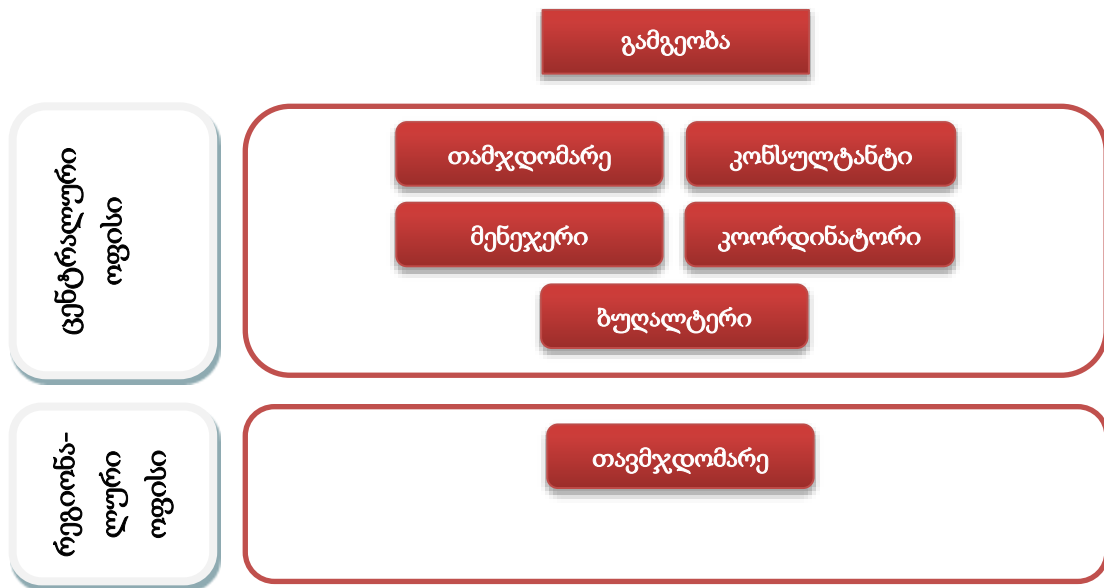 გამგეობა
ცენტრალური
ოფისი
თამჯდომარე
კონსულტანტი
მენეჯერი
კოორდინატორი
ბუღალტერი
რეგიონა-
ლური
ოფისი
თავმჯდომარე